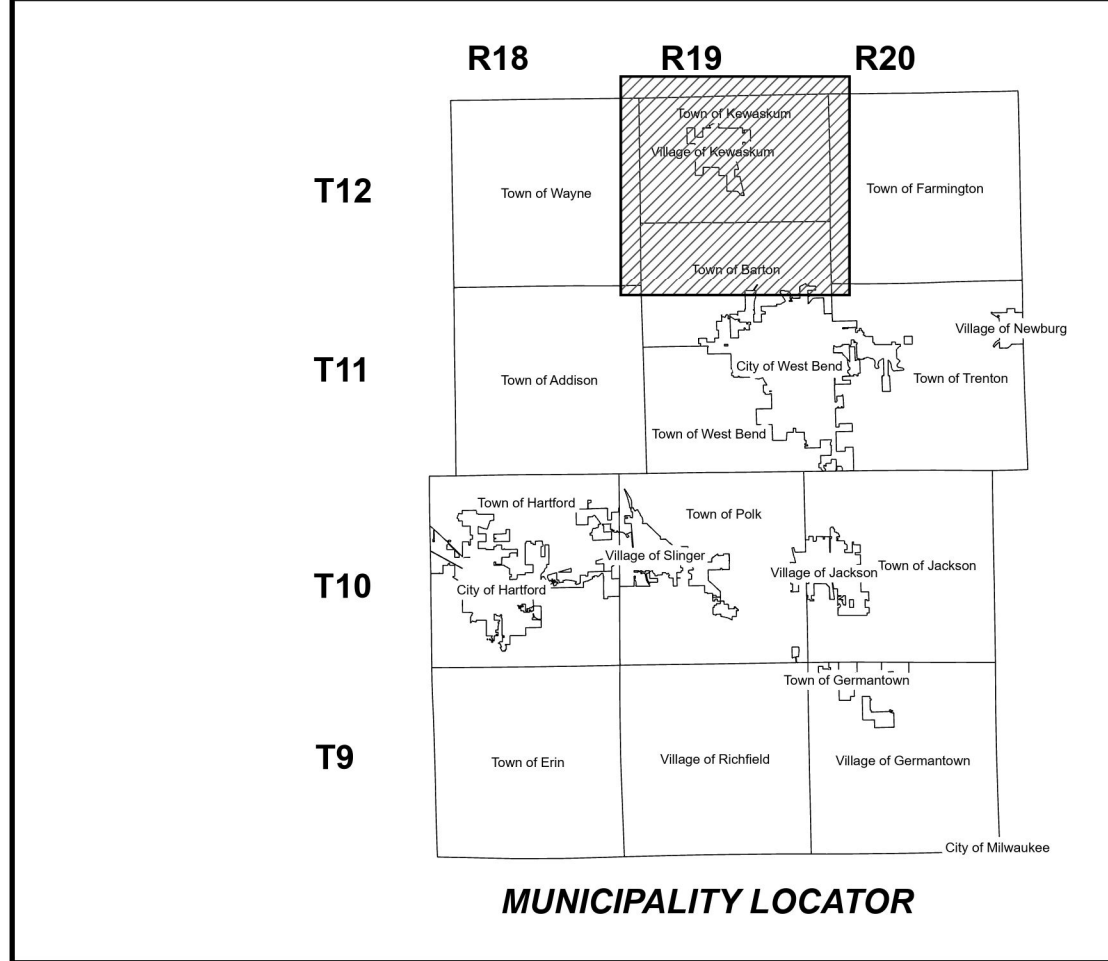 R18 R19 R20
Town of Kewaskum
Village of Kewaskum
T12
Town of Wayne
Town of Farmington
Town of Barton
Village of Newburg
T11
City of West Bend
Town of Addison
Town of Trenton
Town of West Bend
Town of Hartford
Town of Polk
Village of Slinger
T10
Village of Jackson
Town of Jackson
City of Hartford
Town of Germantown
T9
Town of Erin
Village of Richfield
Village of Germantown
City of Milwaukee
MUNICIPALITY LOCATOR